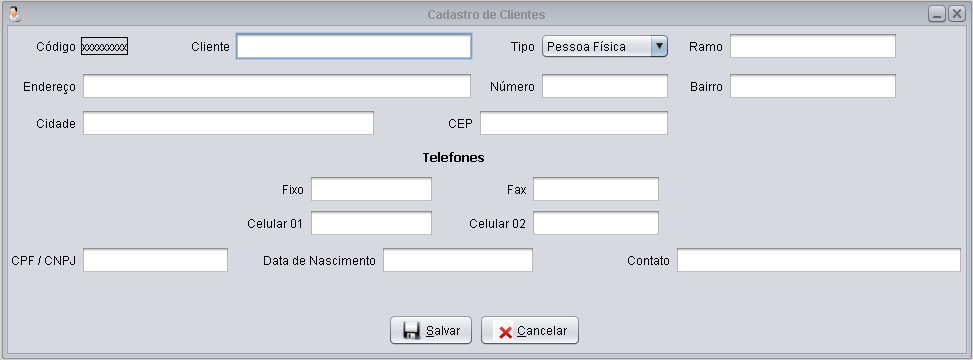 Cadastro de Clientes
Código xxxxxxxxx Cliente Tipo Pessoa Física Ramo
Endereço Número Bairro
Cidade CEP
Telefones
Fixo Fax
Celular 01 Celular 02
CPF / CNPJ Data de Nascimento Contato
Salvar Cancelar